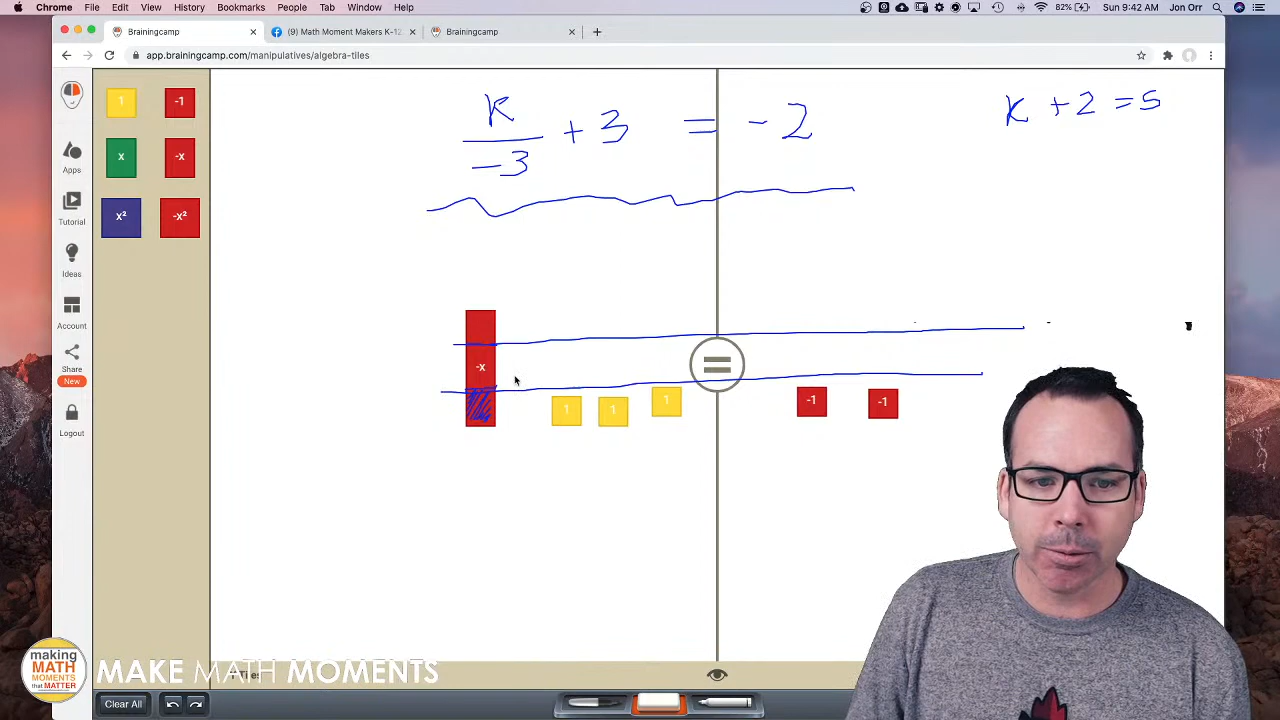 Chrome File Edit View History Bookmarks People Tab Window Help 82% Sun 9:42 AM Jon Orr
Brainingcamp (9) Math Moment Makers K-12 Brainingcamp
app.brainingcamp.com/manipulatives/algebra-tiles
1 -1
x -x
x² -x²
Apps
Tutorial
Ideas
Share
Account
New
Logout
k/-3 + 3 = -2
k + 2 = 5
-x
1 1 1 = -1 -1
making
MATH
MOMENTS
that MATTER
MAKE MATH MOMENTS
Tiles
Clear All